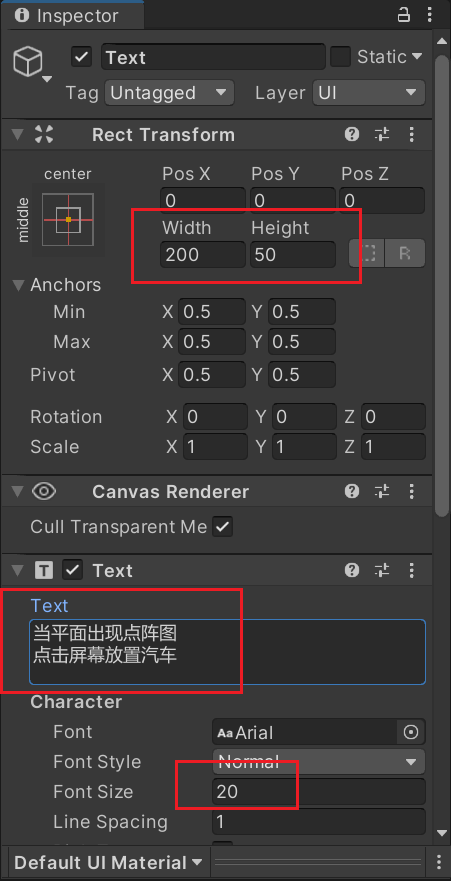 Inspector
Text
Static
Tag Untagged Layer UI
Rect Transform
center
middle
Pos X Pos Y Pos Z
0 0 0
Width Height
200 50
R
Anchors
Min X 0.5 Y 0.5
Max X 0.5 Y 0.5
Pivot X 0.5 Y 0.5
Rotation X 0 Y 0 Z 0
Scale X 1 Y 1 Z 1
Canvas Renderer
Cull Transparent Me
T Text
Text
当平面出现点阵图
点击屏幕放置汽车
Character
Font Aa Arial
Font Style Normal
Font Size 20
Line Spacing 1
Default UI Material